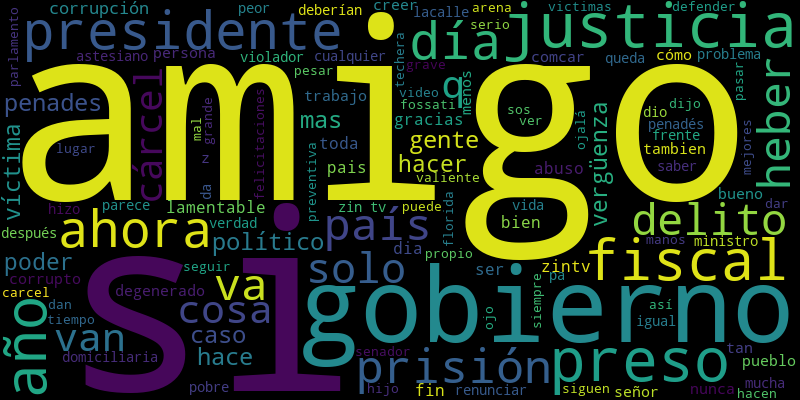 corrupción
peor
deberían
creer
lacalle
arena
víctimas
defender
presidente
serio
día
justicia
parlamento
astesiano
persona
violador
cualquier
techera
comcar
queda
cómo
problema
amigo
cárcel
pesar
grave
q
menos
pasar
penades
mal
grande
felicitaciones
trabajo
video
fossati
sos
ver
ojalá
dio
dijo
penadés
frente
tambien
heber
mas
gracias
víctima
lugar
z
toda
gente
hacer
vergüenza
saber
mejores
da
preventiva
pais
valiente
abuso
hizo
parece
lamentable
zin tv
puede
florida
vida
bueno
dar
después
ahora
verdad
país
bien
delito
político
dia
propio
manos
ministro
poder
si
seguir
solo
ser
zintv
fiscal
corrupto
carcel
degenerado
va
gobierno
pa
siempre
año
dan
tiempo
cosa
ojo
así
igual
van
caso
domiciliaria
hace
prisión
senador
preso
tan
pueblo
pobre
hijo
fin
renunciar
siguen
señor
nunca
mucha
hacen